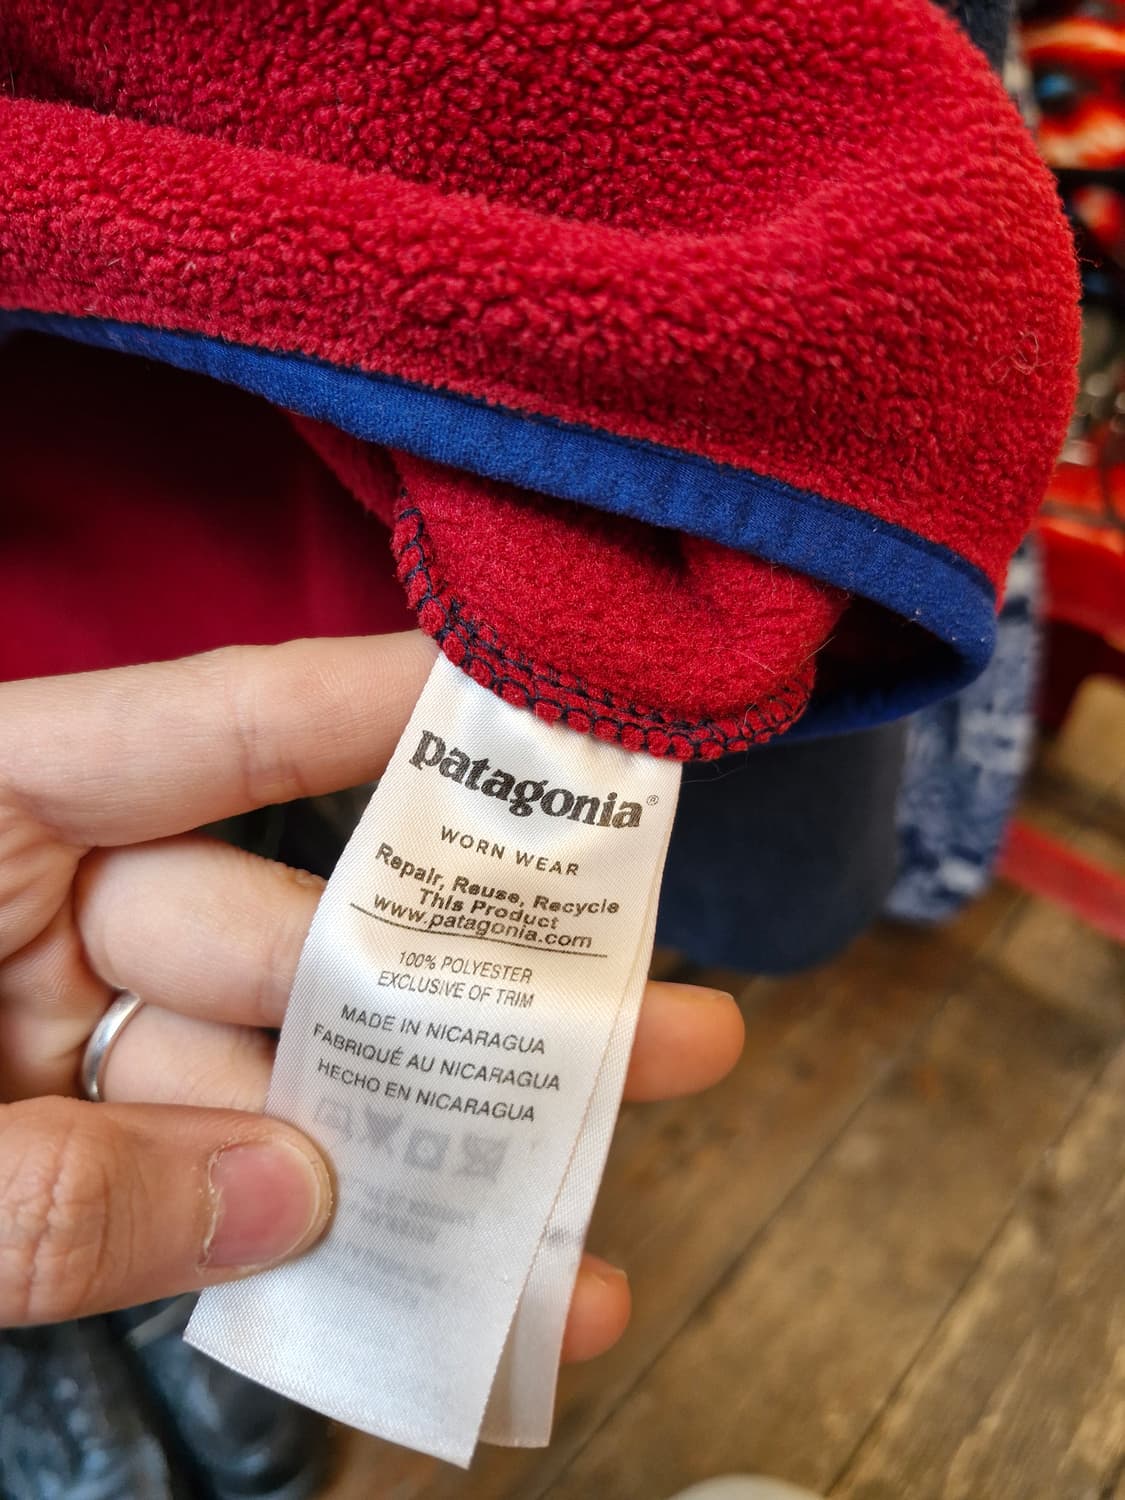 patagonia®
WORN WEAR
Repair, Reuse, Recycle
This Product
www.patagonia.com
100% POLYESTER
EXCLUSIVE OF TRIM
MADE IN NICARAGUA
FABRIQUÉ AU NICARAGUA
HECHO EN NICARAGUA